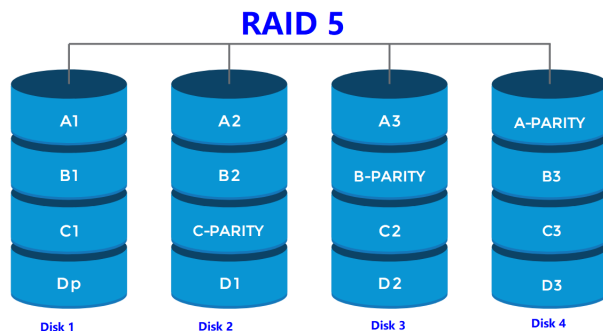 RAID 5
A1 A2 A3 A-PARITY
B1 B2 B-PARITY B3
C1 C-PARITY C2 C3
Dp D1 D2 D3
Disk 1 Disk 2 Disk 3 Disk 4